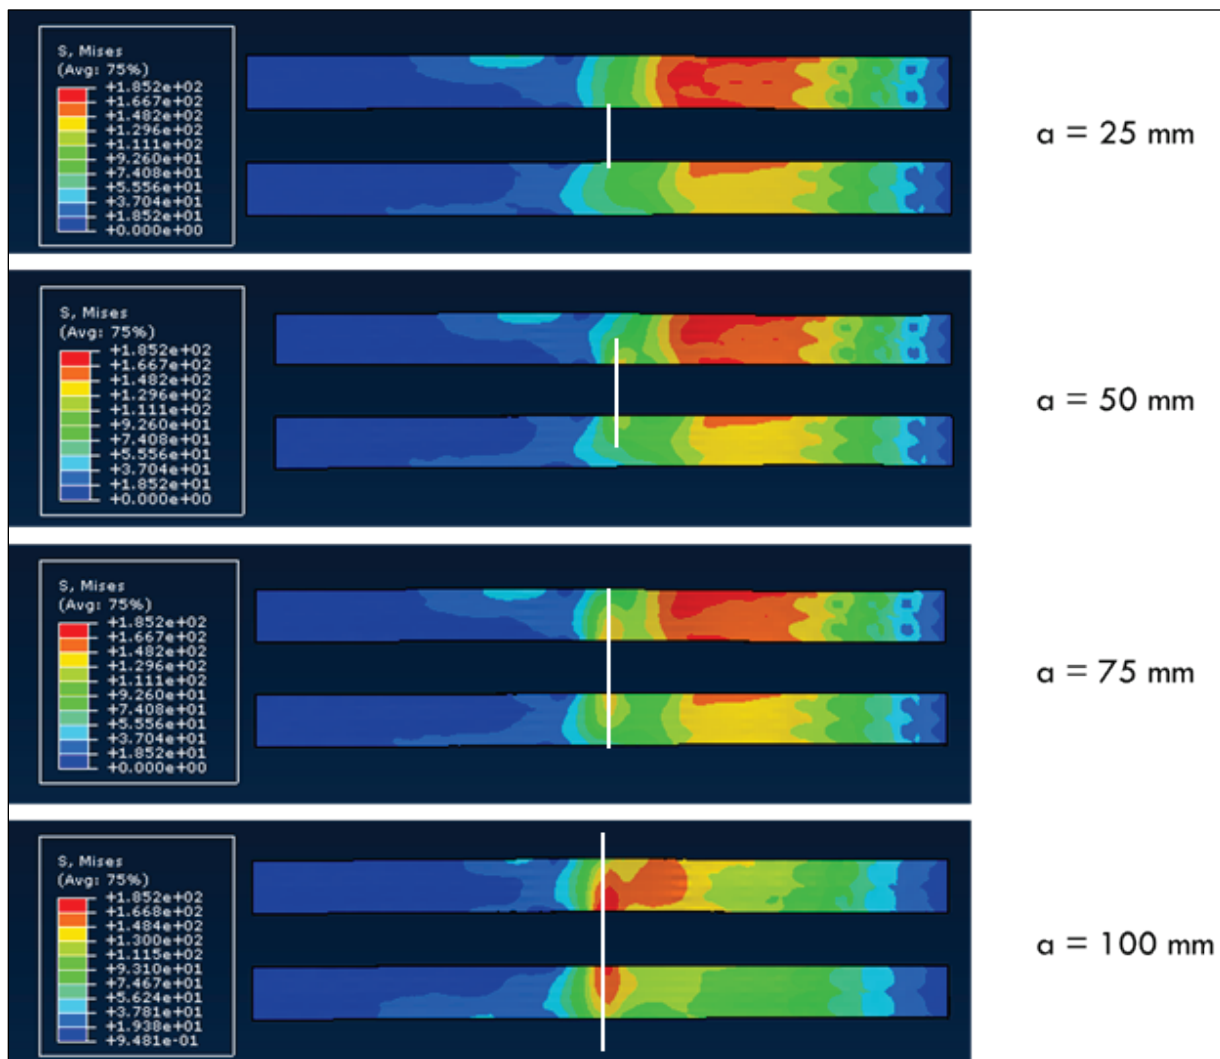 S, Mises
(Avg: 75%)
+1.852e+02
+1.667e+02
+1.482e+02
+1.296e+02
+1.111e+02
+9.260e+01
+7.408e+01
+5.556e+01
+3.704e+01
+1.852e+01
+0.000e+00
a = 25 mm
S, Mises
(Avg: 75%)
+1.852e+02
+1.667e+02
+1.482e+02
+1.296e+02
+1.111e+02
+9.260e+01
+7.408e+01
+5.556e+01
+3.704e+01
+1.852e+01
+0.000e+00
a = 50 mm
S, Mises
(Avg: 75%)
+1.852e+02
+1.667e+02
+1.482e+02
+1.296e+02
+1.111e+02
+9.260e+01
+7.408e+01
+5.556e+01
+3.704e+01
+1.852e+01
+0.000e+00
a = 75 mm
S, Mises
(Avg: 75%)
+1.852e+02
+1.668e+02
+1.484e+02
+1.300e+02
+1.115e+02
+9.310e+01
+7.467e+01
+5.624e+01
+3.781e+01
+1.938e+01
+9.481e-01
a = 100 mm